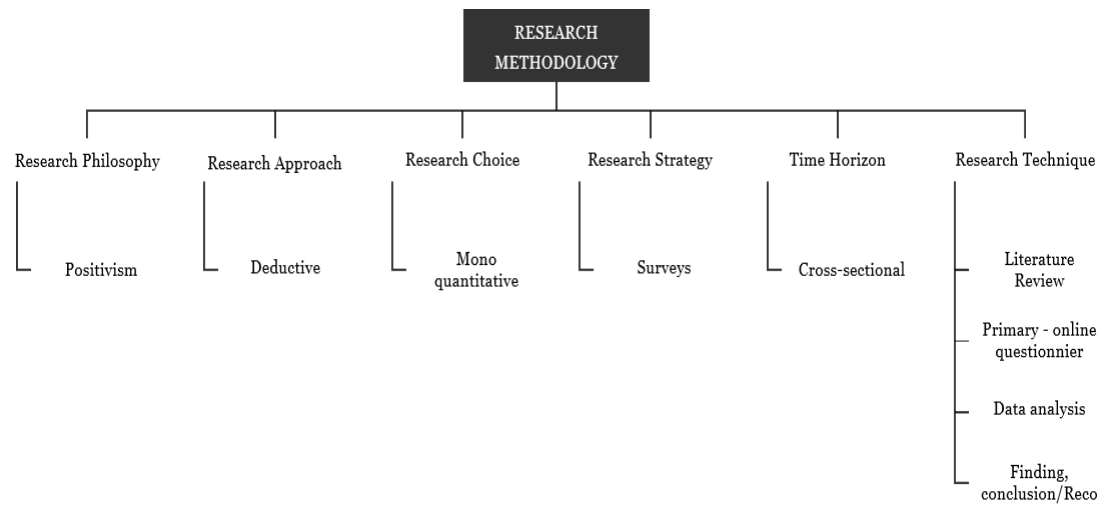 RESEARCH
METHODOLOGY
Research Philosophy
Research Approach
Research Choice
Research Strategy
Time Horizon
Research Technique
Positivism
Deductive
Mono
quantitative
Surveys
Cross-sectional
Literature
Review
Primary - online
questionnier
Data analysis
Finding,
conclusion/Reco